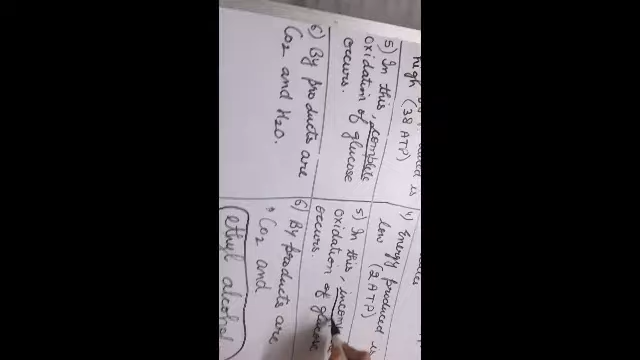 high (38 ATP)
5) In this, complete
oxidation of glucose
occurs.
6) By products are
CO2 and H2O.
4) Energy produced is
low (2 ATP)
5) In this, incom
oxidation of glucose
occurs.
6) By products are
CO2 and
ethyl alcohol